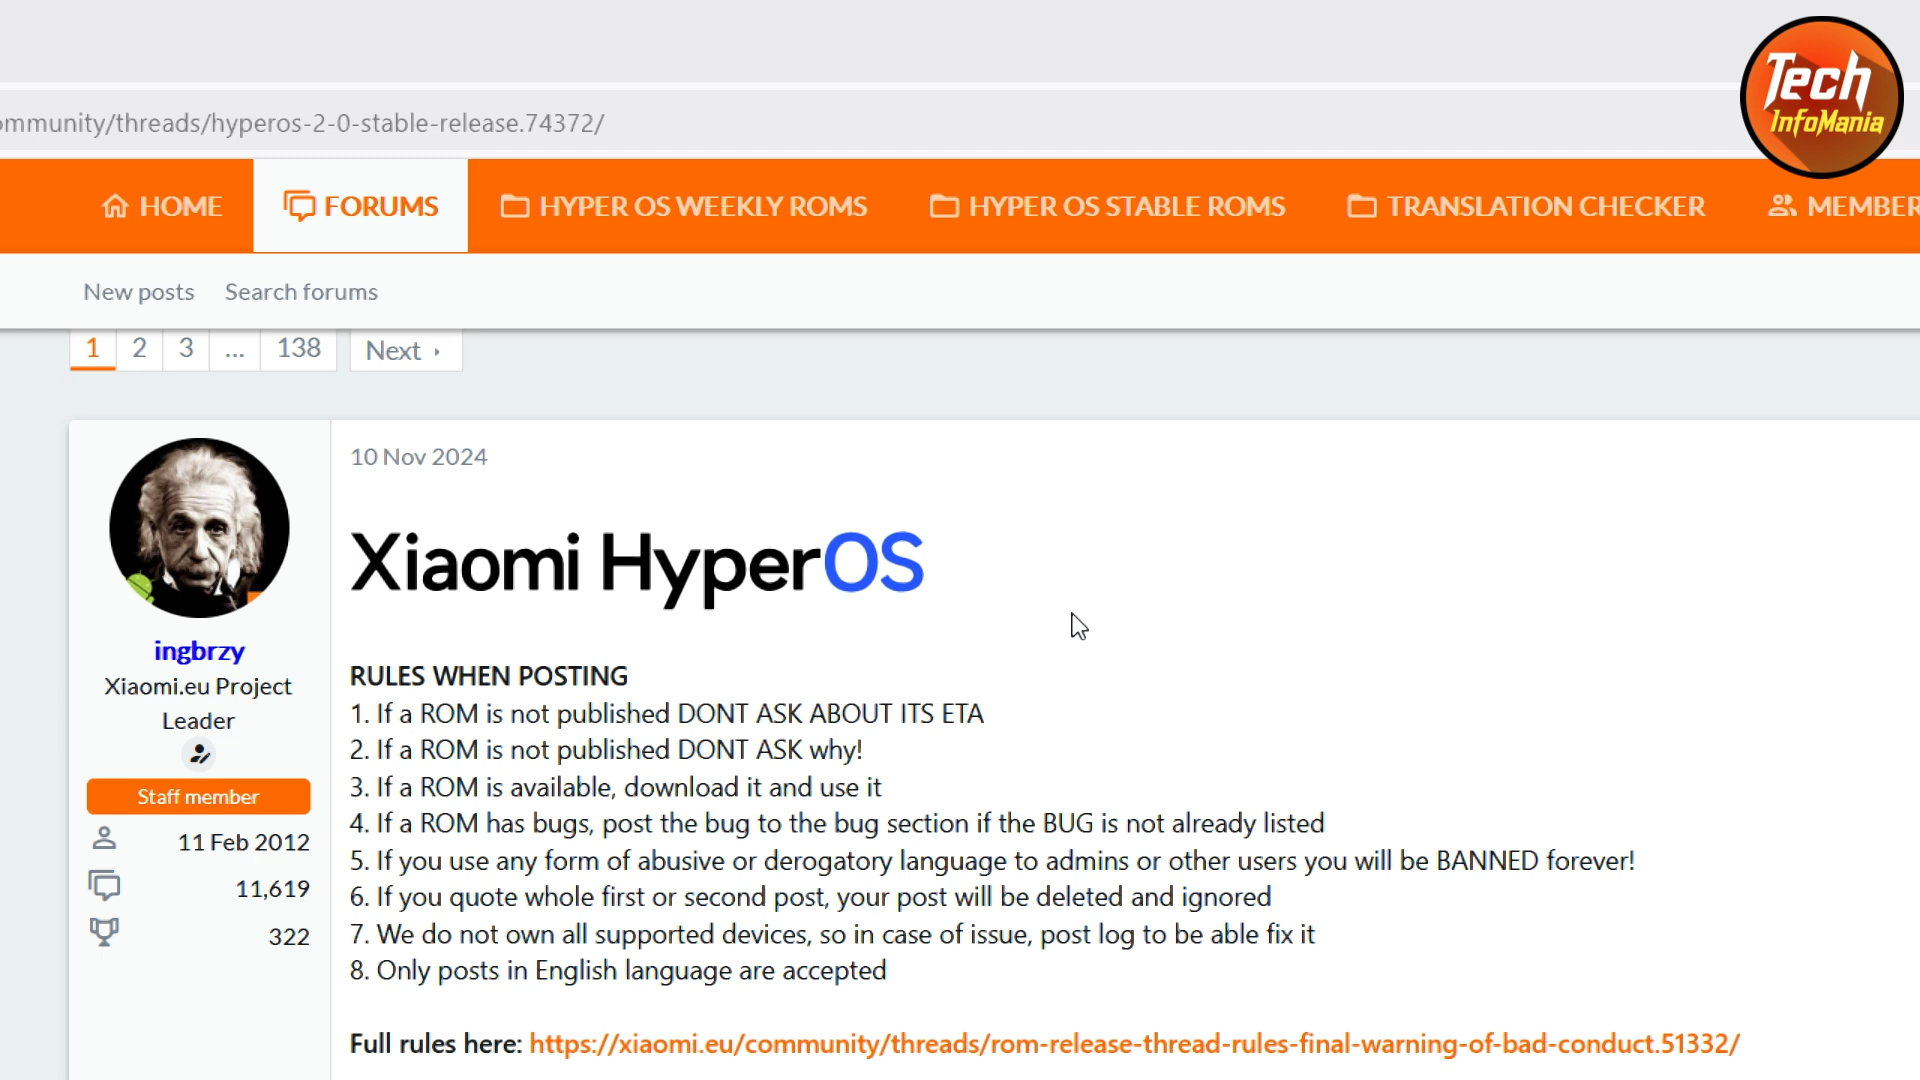 Tech
InfoMania
ommunity/threads/hyperos-2-0-stable-release.74372/
HOME FORUMS HYPER OS WEEKLY ROMS HYPER OS STABLE ROMS TRANSLATION CHECKER MEMBER
New posts Search forums
1 2 3 ... 138 Next
10 Nov 2024
Xiaomi HyperOS
ingbrzy
Xiaomi.eu Project
Leader
Staff member
11 Feb 2012
11,619
322
RULES WHEN POSTING
1. If a ROM is not published DONT ASK ABOUT ITS ETA
2. If a ROM is not published DONT ASK why!
3. If a ROM is available, download it and use it
4. If a ROM has bugs, post the bug to the bug section if the BUG is not already listed
5. If you use any form of abusive or derogatory language to admins or other users you will be BANNED forever!
6. If you quote whole first or second post, your post will be deleted and ignored
7. We do not own all supported devices, so in case of issue, post log to be able fix it
8. Only posts in English language are accepted
Full rules here: https://xiaomi.eu/community/threads/rom-release-thread-rules-final-warning-of-bad-conduct.51332/